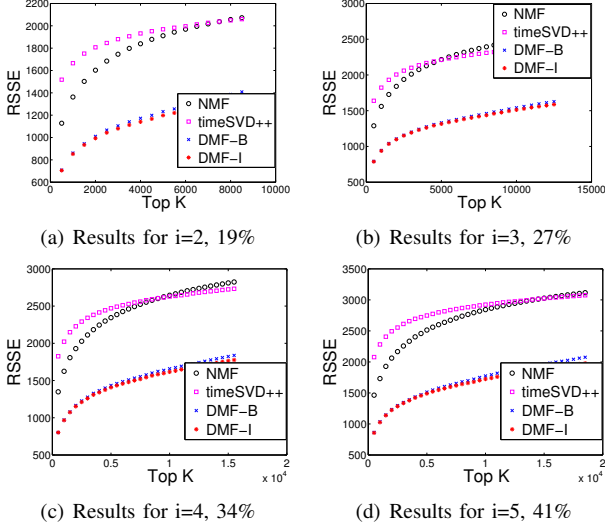 2200
2000
1800
1600
1400
1200
1000
800
600
0 2000 4000 6000 8000 10000
RSSE
Top K
NMF
timeSVD++
DMF-B
DMF-I
(a) Results for i=2, 19%
3000
2500
2000
1500
1000
500
0 5000 10000 15000
RSSE
Top K
NMF
timeSVD++
DMF-B
DMF-I
(b) Results for i=3, 27%
3000
2500
2000
1500
1000
500
0 0.5 1 1.5 2
x 10⁴
RSSE
Top K
NMF
timeSVD++
DMF-B
DMF-I
(c) Results for i=4, 34%
3500
3000
2500
2000
1500
1000
500
0 0.5 1 1.5 2
x 10⁴
RSSE
Top K
NMF
timeSVD++
DMF-B
DMF-I
(d) Results for i=5, 41%